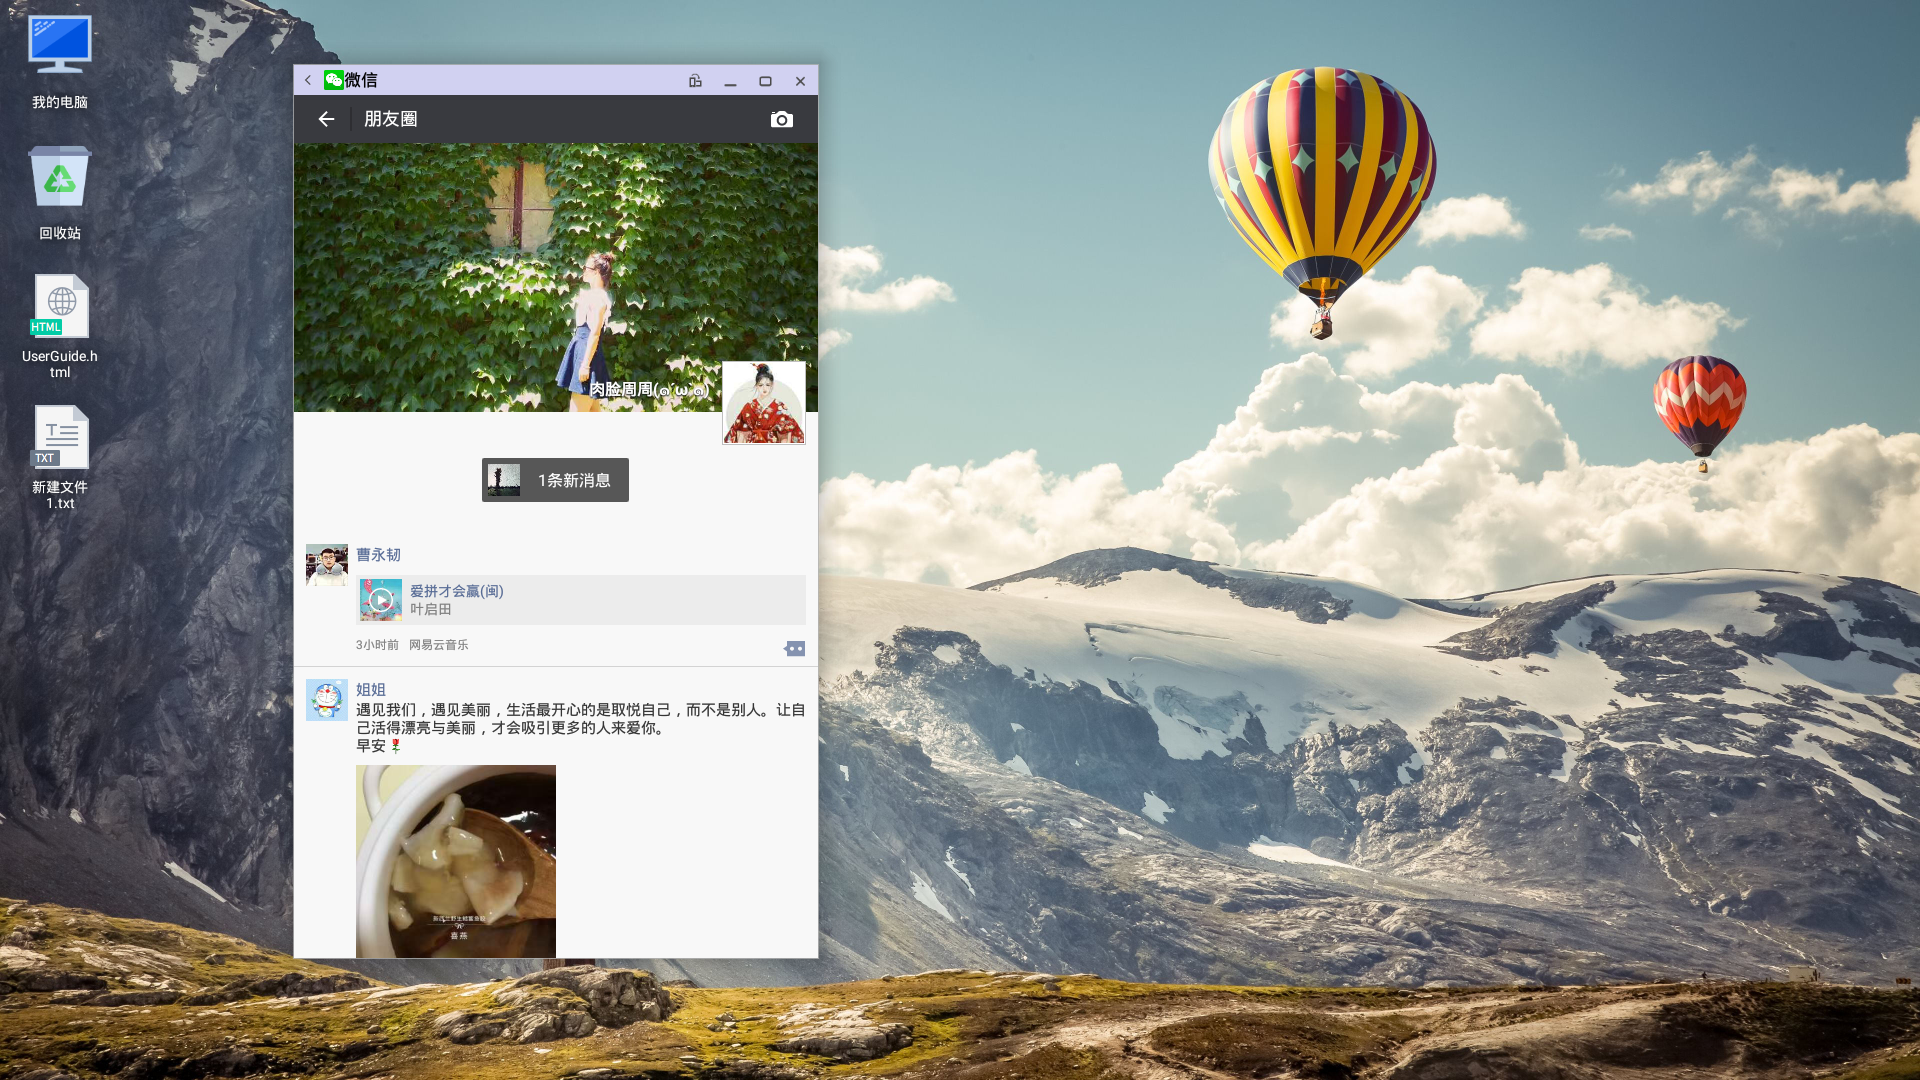 我的电脑
回收站
HTML
UserGuide.h
tml
TXT
新建文件
1.txt
微信
朋友圈
肉脸周周(๑´ω`๑)
1条新消息
曹永韧
爱拼才会赢(闽)
叶启田
3小时前 网易云音乐
姐姐
遇见我们，遇见美丽，生活最开心的是取悦自己，而不是别人。让自
己活得漂亮与美丽，才会吸引更多的人来爱你。
早安
喜燕